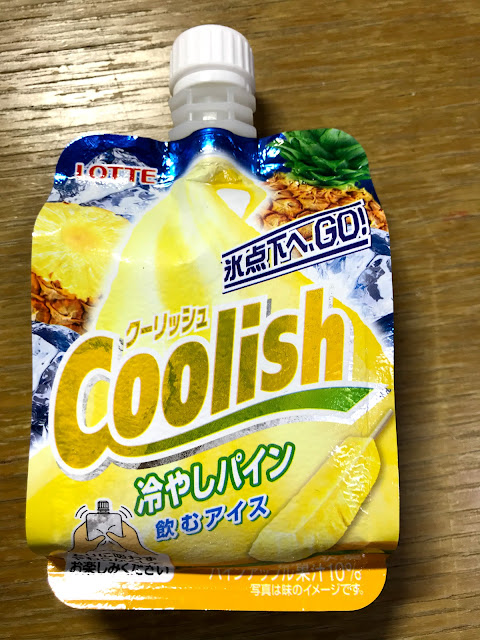 LOTTE
氷点下へ、GO!
クーリッシュ
Coolish
冷やしパイン
飲むアイス
お楽しみください
パインアップル果汁10%
写真は味のイメージです。